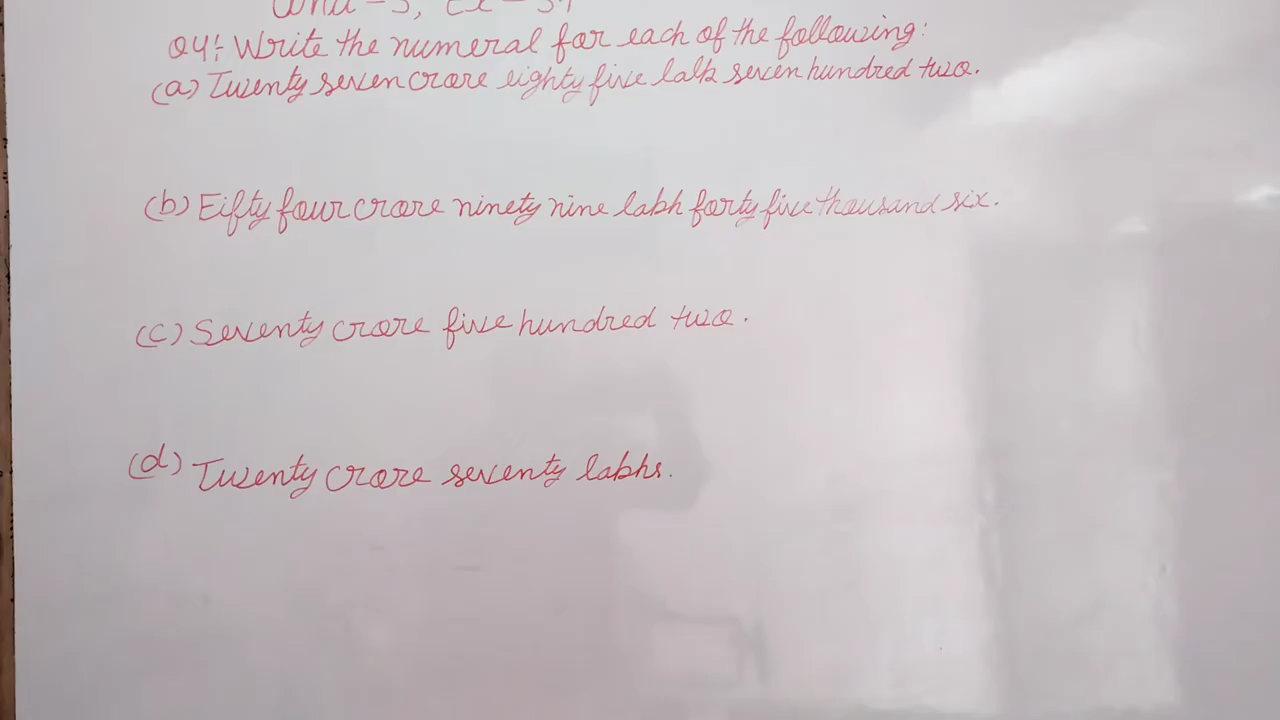 Q4:- Write the numeral for each of the following:
(a) Twenty seven crore eighty five lakh seven hundred two.
(b) Fifty four crore ninety nine lakh forty five thousand six.
(c) Seventy crore five hundred two.
(d) Twenty crore seventy lakhs.